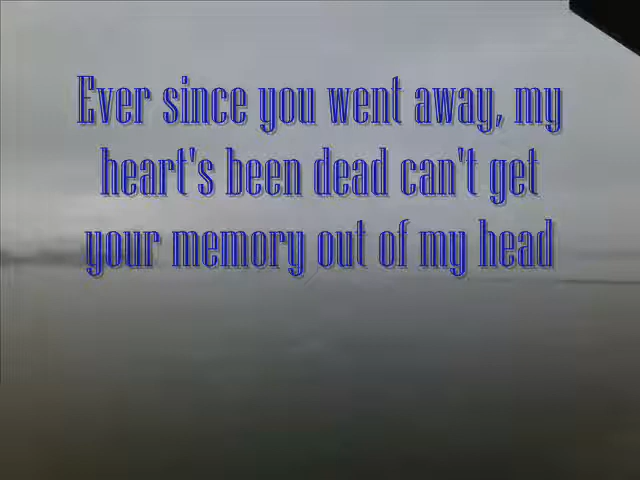 Ever since you went away, my
heart's been dead can't get
your memory out of my head